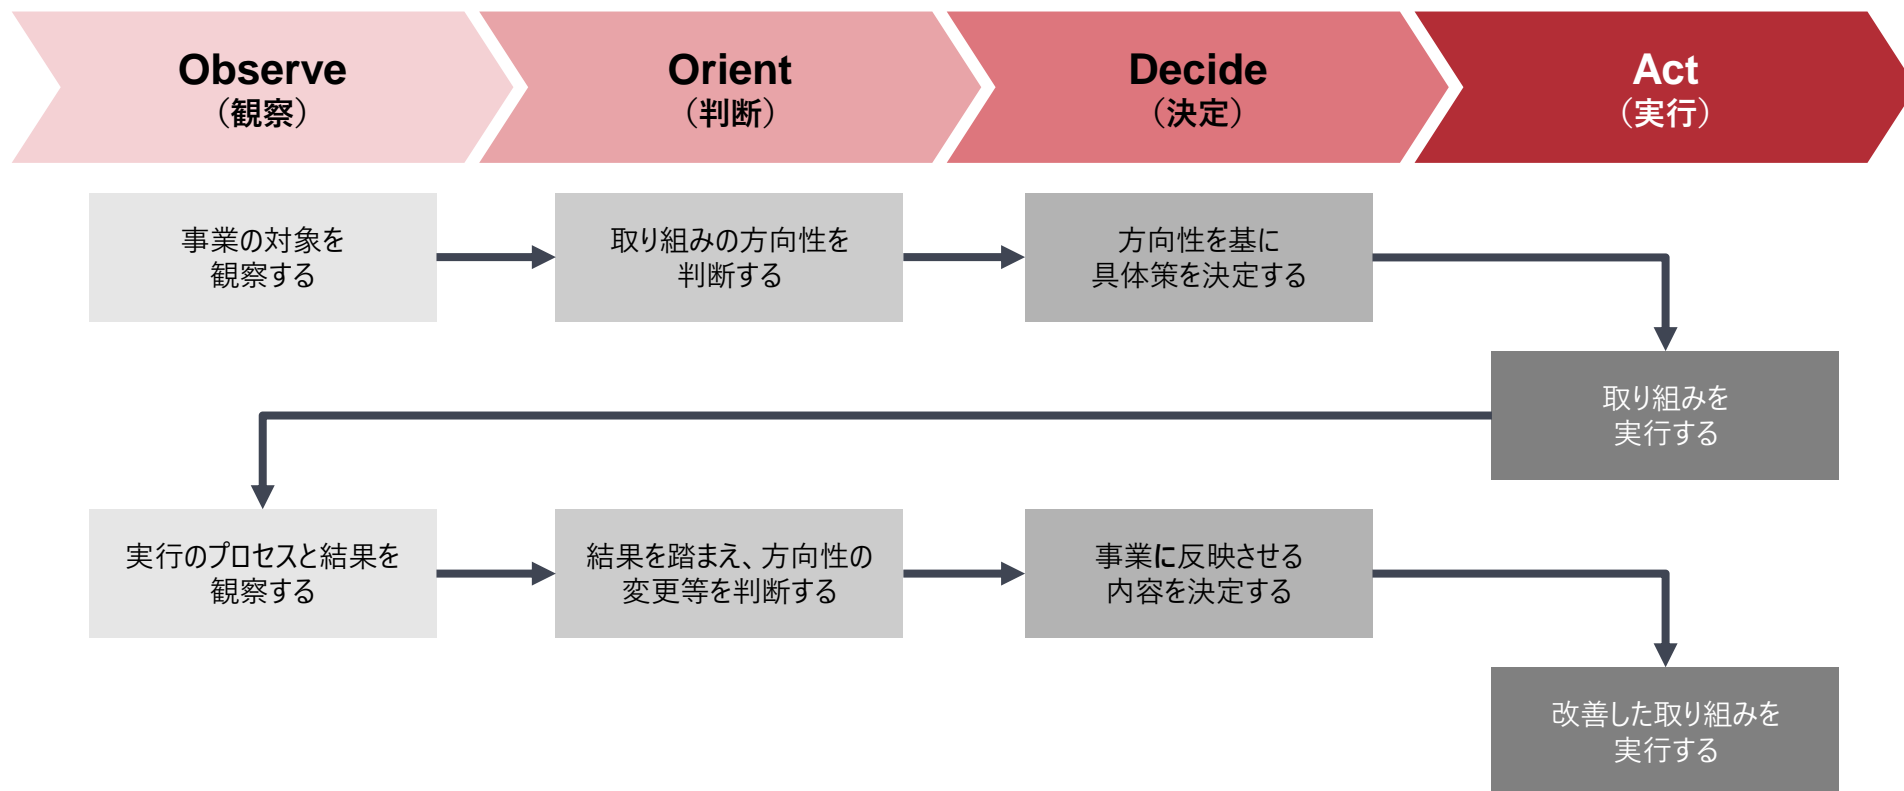 Observe
（観察）
Orient
（判断）
Decide
（決定）
Act
（実行）
事業の対象を
観察する
取り組みの方向性を
判断する
方向性を基に
具体策を決定する
取り組みを
実行する
実行のプロセスと結果を
観察する
結果を踏まえ、方向性の
変更等を判断する
事業に反映させる
内容を決定する
改善した取り組みを
実行する